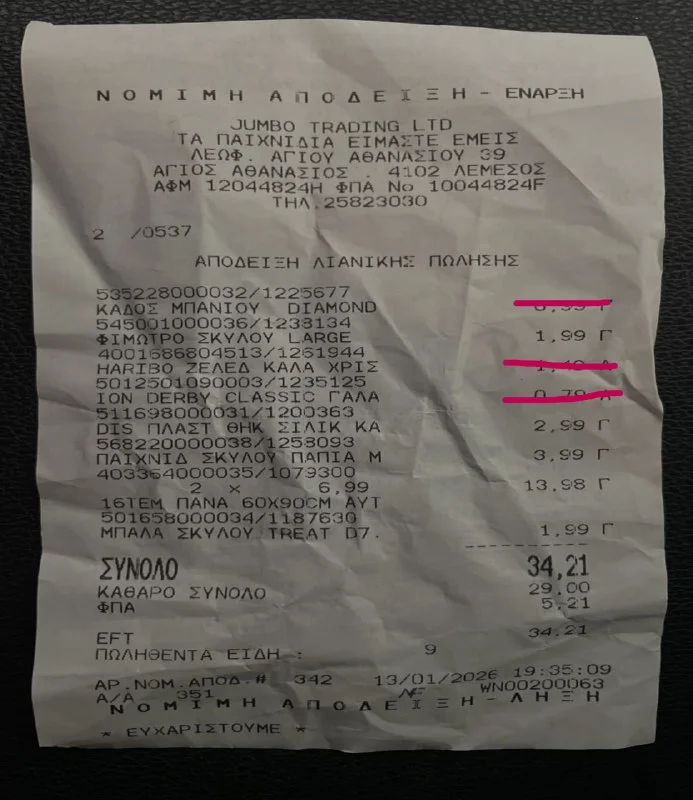 ΝΟΜΙΜΗ ΑΠΟΔΕΙΞΗ - ΕΝΑΡΞΗ
JUMBO TRADING LTD
ΤΑ ΠΑΙΧΝΙΔΙΑ ΕΙΜΑΣΤΕ ΕΜΕΙΣ
ΛΕΩΦ. ΑΓΙΟΥ ΑΘΑΝΑΣΙΟΥ 39
ΑΓΙΟΣ ΑΘΑΝΑΣΙΟΣ . 4102 ΛΕΜΕΣΟΣ
ΑΦΜ 12044824H ΦΠΑ No 10044824F
ΤΗΛ.25823030
2 /0537
ΑΠΟΔΕΙΞΗ ΛΙΑΝΙΚΗΣ ΠΩΛΗΣΗΣ
535228000032/1225677
ΚΑΔΟΣ ΜΠΑΝΙΟΥ DIAMOND Γ
545001000036/1238134
ΦΙΜΩΤΡΟ ΣΚΥΛΟΥ LARGE 1,99 Γ
4001686804513/1261944
HARIBO ΖΕΛΕΔ ΚΑΛΑ ΧΡΙΣ
5012501090003/1235125
ION DERBY CLASSIC ΓΑΛΑ
511698000031/1200363
DIS ΠΛΑΣΤ ΘΗΚ ΣΙΛΙΚ ΚΑ 2,99 Γ
568220000038/1258093
ΠΑΙΧΝΙΔ ΣΚΥΛΟΥ ΠΑΠΙΑ Μ 3,99 Γ
403364000035/1079300
2 x 6,99 13,98 Γ
16ΤΕΜ ΠΑΝΑ 60Χ90CM ΑΥΤ
501658000034/1187630
ΜΠΑΛΑ ΣΚΥΛΟΥ TREAT D7. 1,99 Γ
ΣΥΝΟΛΟ 34,21
ΚΑΘΑΡΟ ΣΥΝΟΛΟ 29.00
ΦΠΑ 5.21
EFT 34.21
ΠΩΛΗΘΕΝΤΑ ΕΙΔΗ : 9
ΑΡ.ΝΟΜ.ΑΠΟΔ.# 342 13/01/2026 19:35:09
Α/Α 351 WN00200063
ΝΟΜΙΜΗ ΑΠΟΔΕΙΞΗ-ΛΗΞΗ
* ΕΥΧΑΡΙΣΤΟΥΜΕ *